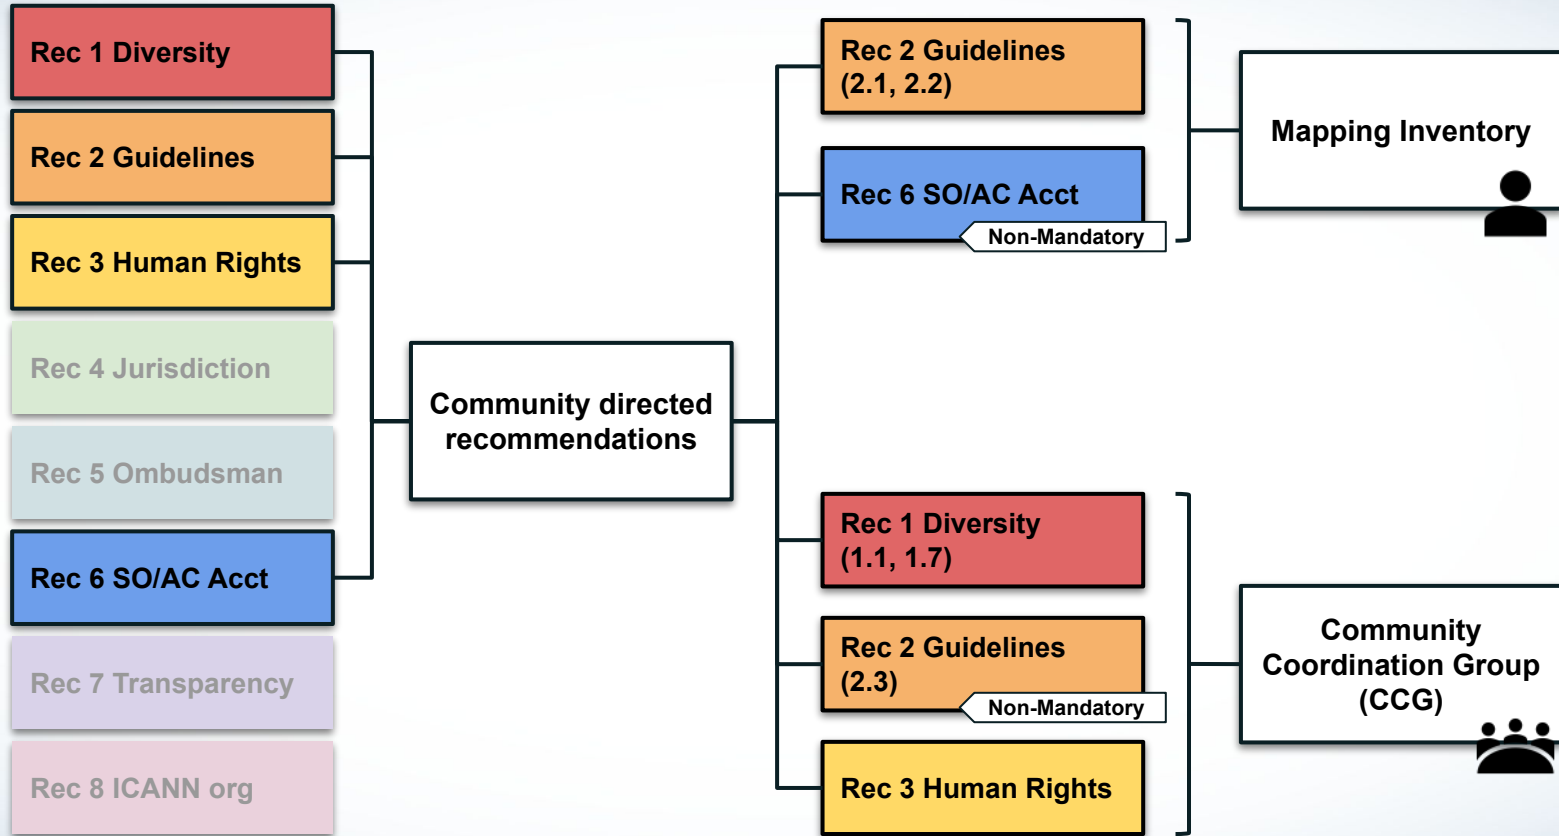 Rec 1 Diversity
Rec 2 Guidelines
Rec 3 Human Rights
Rec 4 Jurisdiction
Rec 5 Ombudsman
Rec 6 SO/AC Acct
Rec 7 Transparency
Rec 8 ICANN org
Community directed
recommendations
Rec 2 Guidelines
(2.1, 2.2)
Rec 6 SO/AC Acct
Non-Mandatory
Rec 1 Diversity
(1.1, 1.7)
Rec 2 Guidelines
(2.3)
Non-Mandatory
Rec 3 Human Rights
Mapping Inventory
Community
Coordination Group
(CCG)